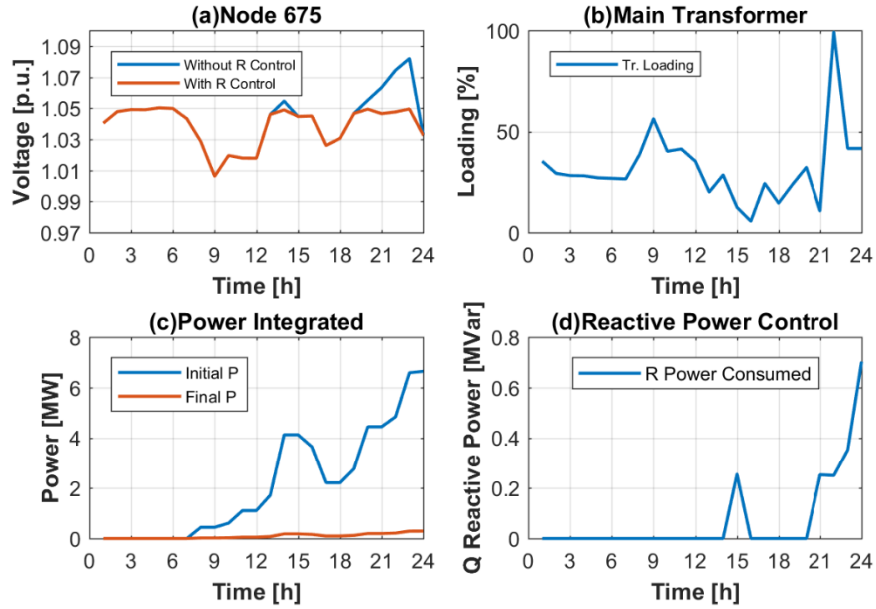 (a)Node 675
Voltage [p.u.]
1.09
1.07
1.05
1.03
1.01
0.99
0.97
Without R Control
With R Control
0 3 6 9 12 15 18 21 24
Time [h]
(b)Main Transformer
Loading [%]
100
50
0
Tr. Loading
0 3 6 9 12 15 18 21 24
Time [h]
(c)Power Integrated
Power [MW]
8
6
4
2
0
Initial P
Final P
0 3 6 9 12 15 18 21 24
Time [h]
(d)Reactive Power Control
Q Reactive Power [MVar]
0.8
0.6
0.4
0.2
0
R Power Consumed
0 3 6 9 12 15 18 21 24
Time [h]